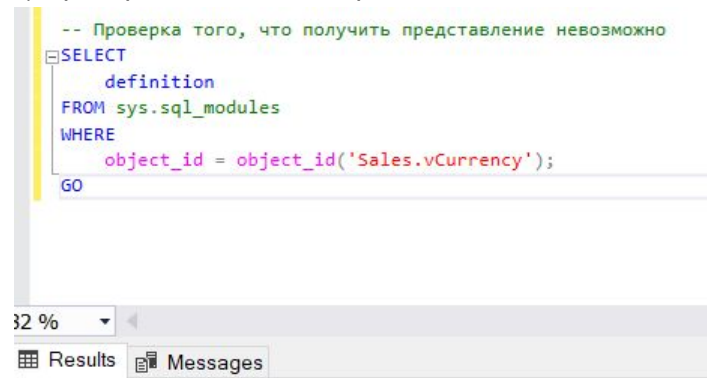 -- Проверка того, что получить представление невозможно
SELECT
definition
FROM sys.sql_modules
WHERE
object_id = object_id('Sales.vCurrency');
GO
32 %
Results Messages